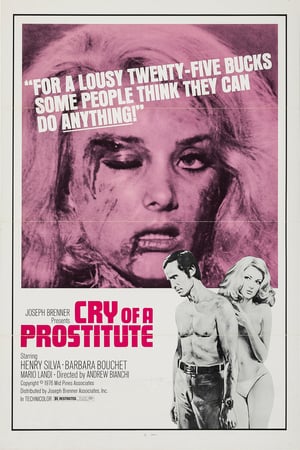 "FOR A LOUSY TWENTY-FIVE BUCKS
SOME PEOPLE THINK THEY CAN
DO ANYTHING!"
JOSEPH BRENNER
Presents
CRY OF A
PROSTITUTE
Starring
HENRY SILVA · BARBARA BOUCHET
MARIO LANDI · Directed by ANDREW BIANCHI
Copyright © 1976 Mid Pines Associates
Distributed by Joseph Brenner Associates, Inc.
In TECHNICOLOR